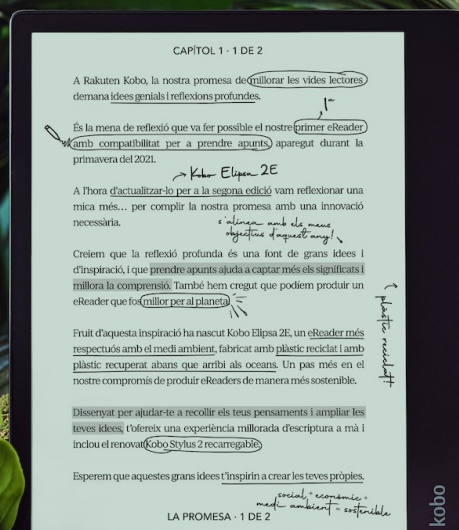 CAPÍTOL 1 · 1 DE 2
A Rakuten Kobo, la nostra promesa de millorar les vides lectores
demana idees genials i reflexions profundes.
1r
És la mena de reflexió que va fer possible el nostre primer eReader
amb compatibilitat per a prendre apunts, aparegut durant la
primavera del 2021.
→ Kobo Elipsa 2E
A l'hora d'actualitzar-lo per a la segona edició vam reflexionar una
mica més... per complir la nostra promesa amb una innovació
necessària.
s'alinea amb els meus
objectius d'aquest any!
Creiem que la reflexió profunda és una font de grans idees i
d'inspiració, i que prendre apunts ajuda a captar més els significats i
millora la comprensió. També hem cregut que podíem produir un
eReader que fos millor per al planeta.
plàstic reciclat!
Fruit d'aquesta inspiració ha nascut Kobo Elipsa 2E, un eReader més
respectuós amb el medi ambient, fabricat amb plàstic reciclat i amb
plàstic recuperat abans que arribi als oceans. Un pas més en el
nostre compromís de produir eReaders de manera més sostenible.
Dissenyat per ajudar-te a recollir els teus pensaments i ampliar les
teves idees, t'ofereix una experiència millorada d'escriptura a mà i
inclou el renovat Kobo Stylus 2 recarregable.
Esperem que aquestes grans idees t'inspirin a crear les teves pròpies.
social + econòmic +
medi ambient = sostenible
LA PROMESA · 1 DE 2
kobo